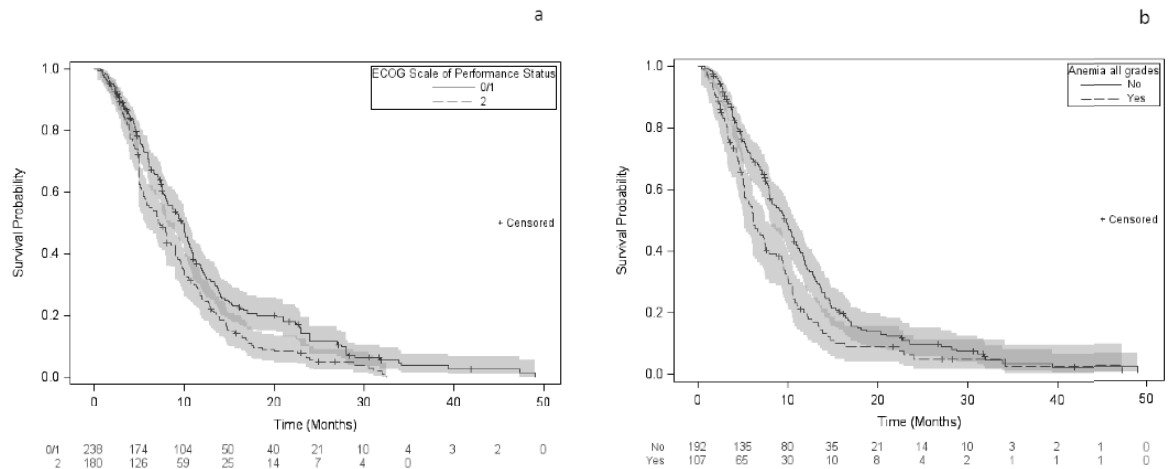 a
ECOG Scale of Performance Status
0/1
2
1.0
0.8
0.6
0.4
0.2
0.0
Survival Probability
+ Censored
0 10 20 30 40 50
Time (Months)
0/1 238 174 104 50 40 21 10 4 3 2 0
2 180 126 59 25 14 7 4 0
b
Anemia all grades
No
Yes
1.0
0.8
0.6
0.4
0.2
0.0
Survival Probability
+ Censored
0 10 20 30 40 50
Time (Months)
No 192 135 80 35 21 14 10 3 2 1 0
Yes 107 65 30 10 8 4 2 1 1 1 0